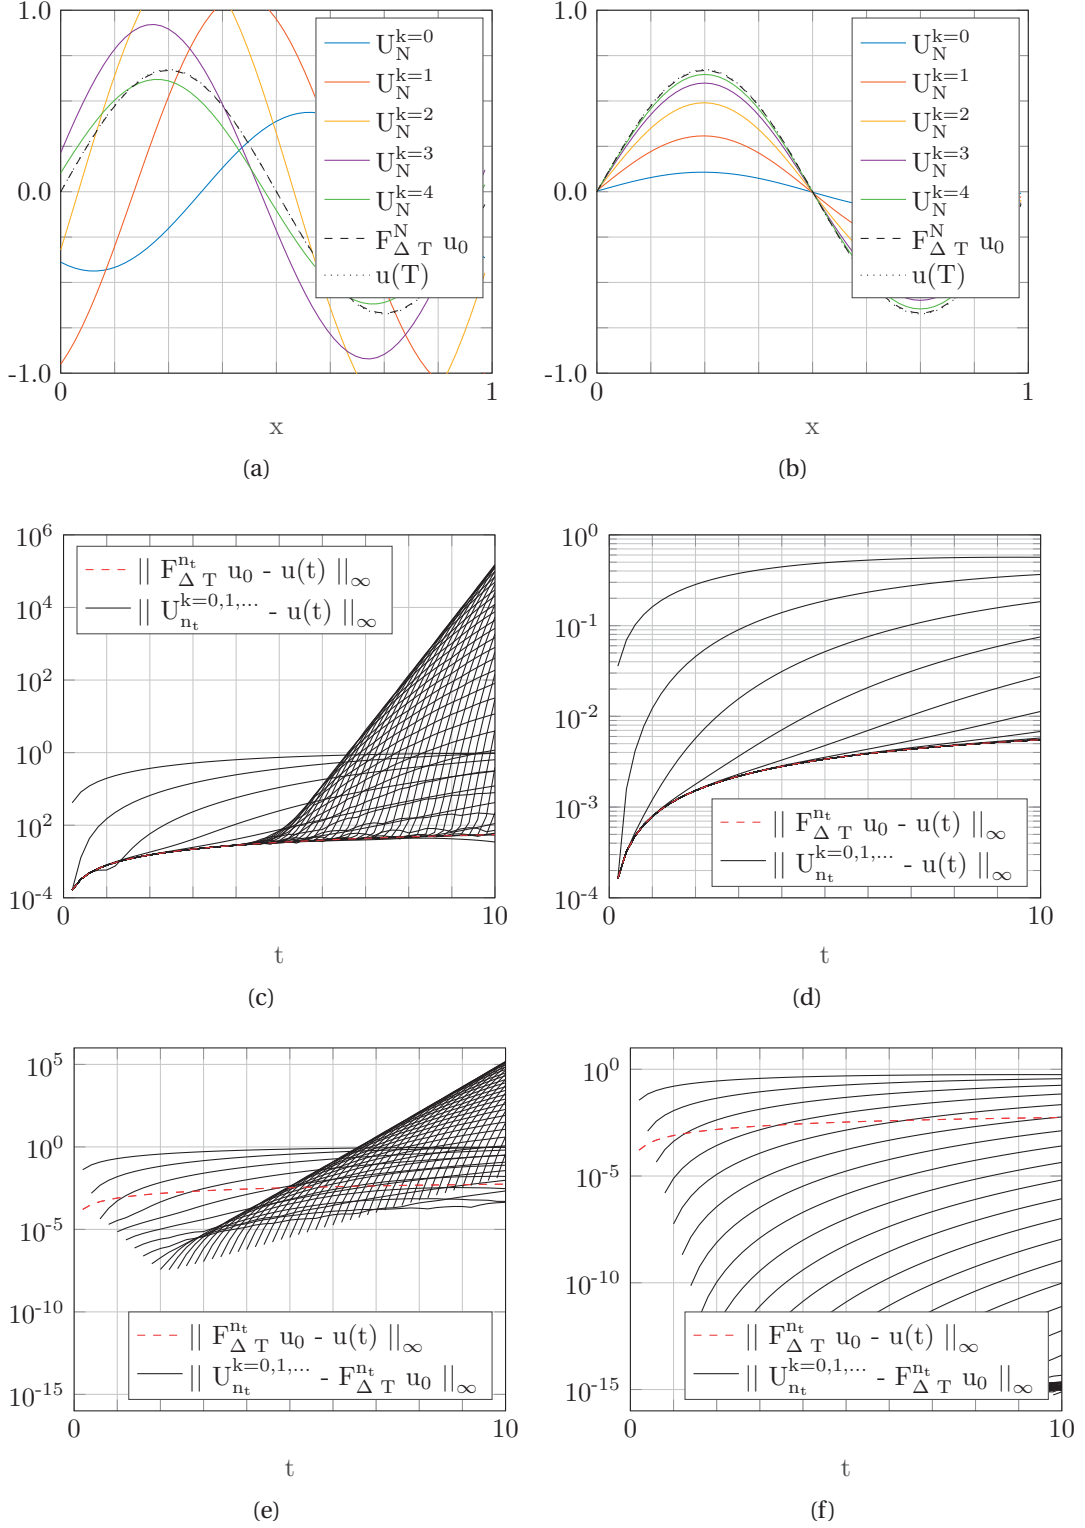 1.0
0.0
-1.0
0
1
x
U_N^{k=0}
U_N^{k=1}
U_N^{k=2}
U_N^{k=3}
U_N^{k=4}
F_{Δ T}^N u_0
u(T)
(a)
1.0
0.0
-1.0
0
1
x
U_N^{k=0}
U_N^{k=1}
U_N^{k=2}
U_N^{k=3}
U_N^{k=4}
F_{Δ T}^N u_0
u(T)
(b)
10^6
10^4
10^2
10^0
10^2
10^{-4}
0
10
t
|| F_{Δ T}^{n_t} u_0 - u(t) ||_∞
|| U_{n_t}^{k=0,1,...} - u(t) ||_∞
(c)
10^0
10^{-1}
10^{-2}
10^{-3}
10^{-4}
0
10
t
|| F_{Δ T}^{n_t} u_0 - u(t) ||_∞
|| U_{n_t}^{k=0,1,...} - u(t) ||_∞
(d)
10^5
10^0
10^{-5}
10^{-10}
10^{-15}
0
10
t
|| F_{Δ T}^{n_t} u_0 - u(t) ||_∞
|| U_{n_t}^{k=0,1,...} - F_{Δ T}^{n_t} u_0 ||_∞
(e)
10^0
10^{-5}
10^{-10}
10^{-15}
0
10
t
|| F_{Δ T}^{n_t} u_0 - u(t) ||_∞
|| U_{n_t}^{k=0,1,...} - F_{Δ T}^{n_t} u_0 ||_∞
(f)